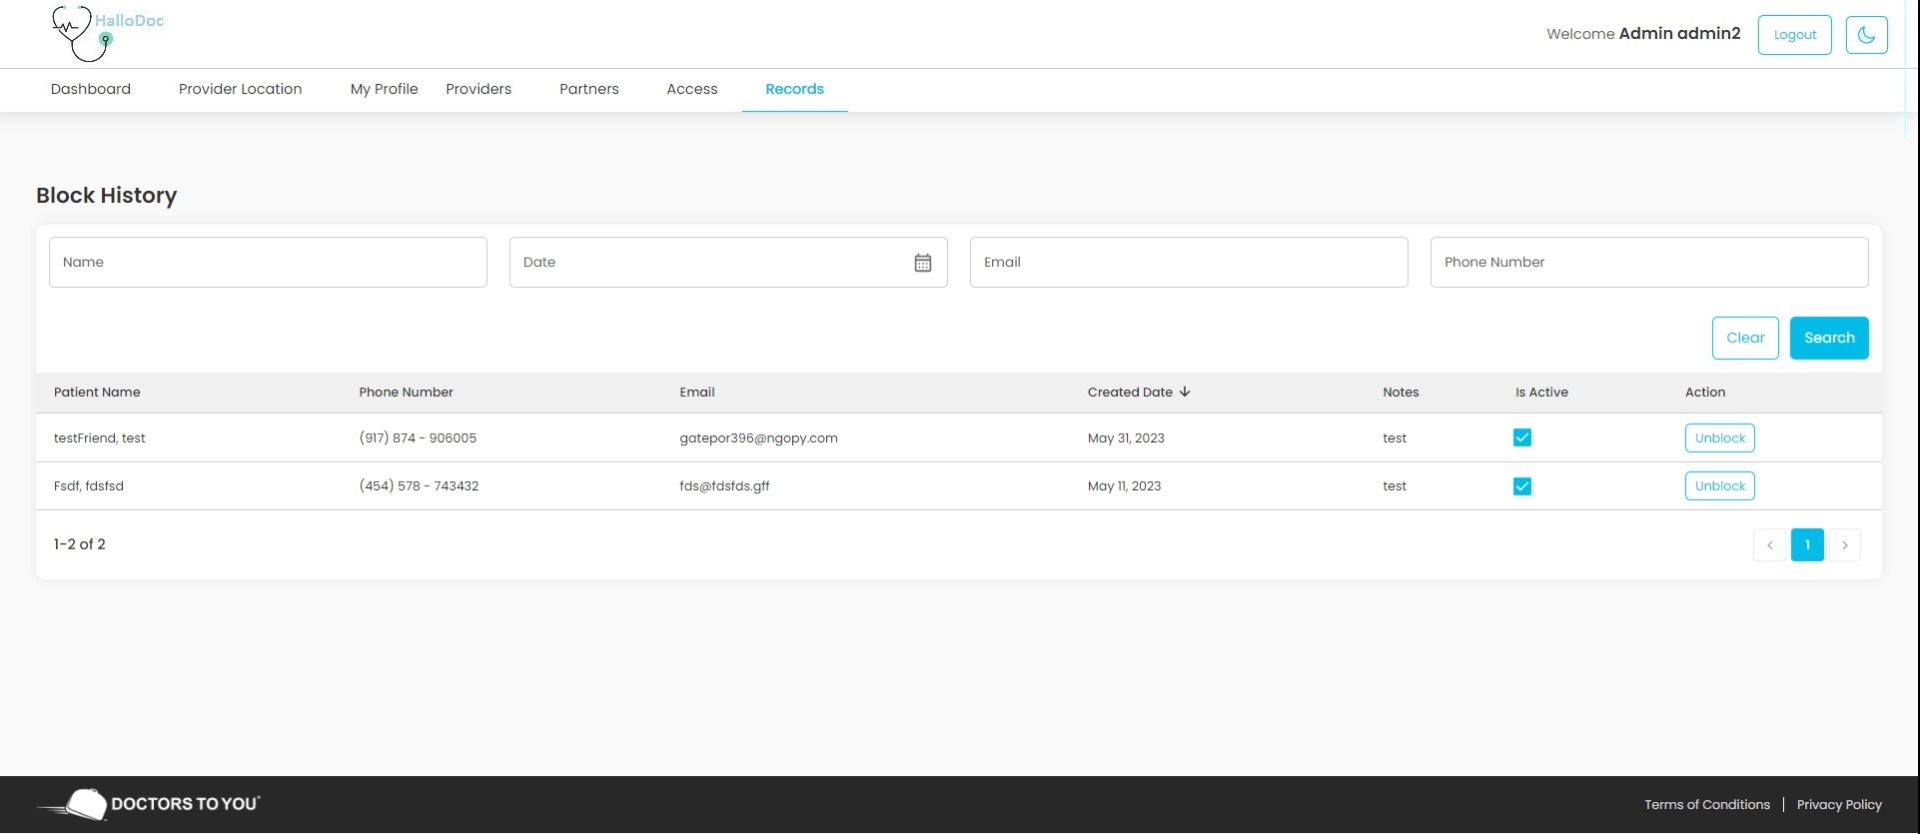 HalloDoc
Welcome Admin admin2 Logout
Dashboard Provider Location My Profile Providers Partners Access Records
Block History
Name Date Email Phone Number
Clear Search
Patient Name Phone Number Email Created Date Notes Is Active Action
testFriend, test (917) 874 - 906005 gatepor396@ngopy.com May 31, 2023 test Unblock
Fsdf, fdsfsd (454) 578 - 743432 fds@fdsfds.gff May 11, 2023 test Unblock
1-2 of 2 1
DOCTORS TO YOU Terms of Conditions | Privacy Policy